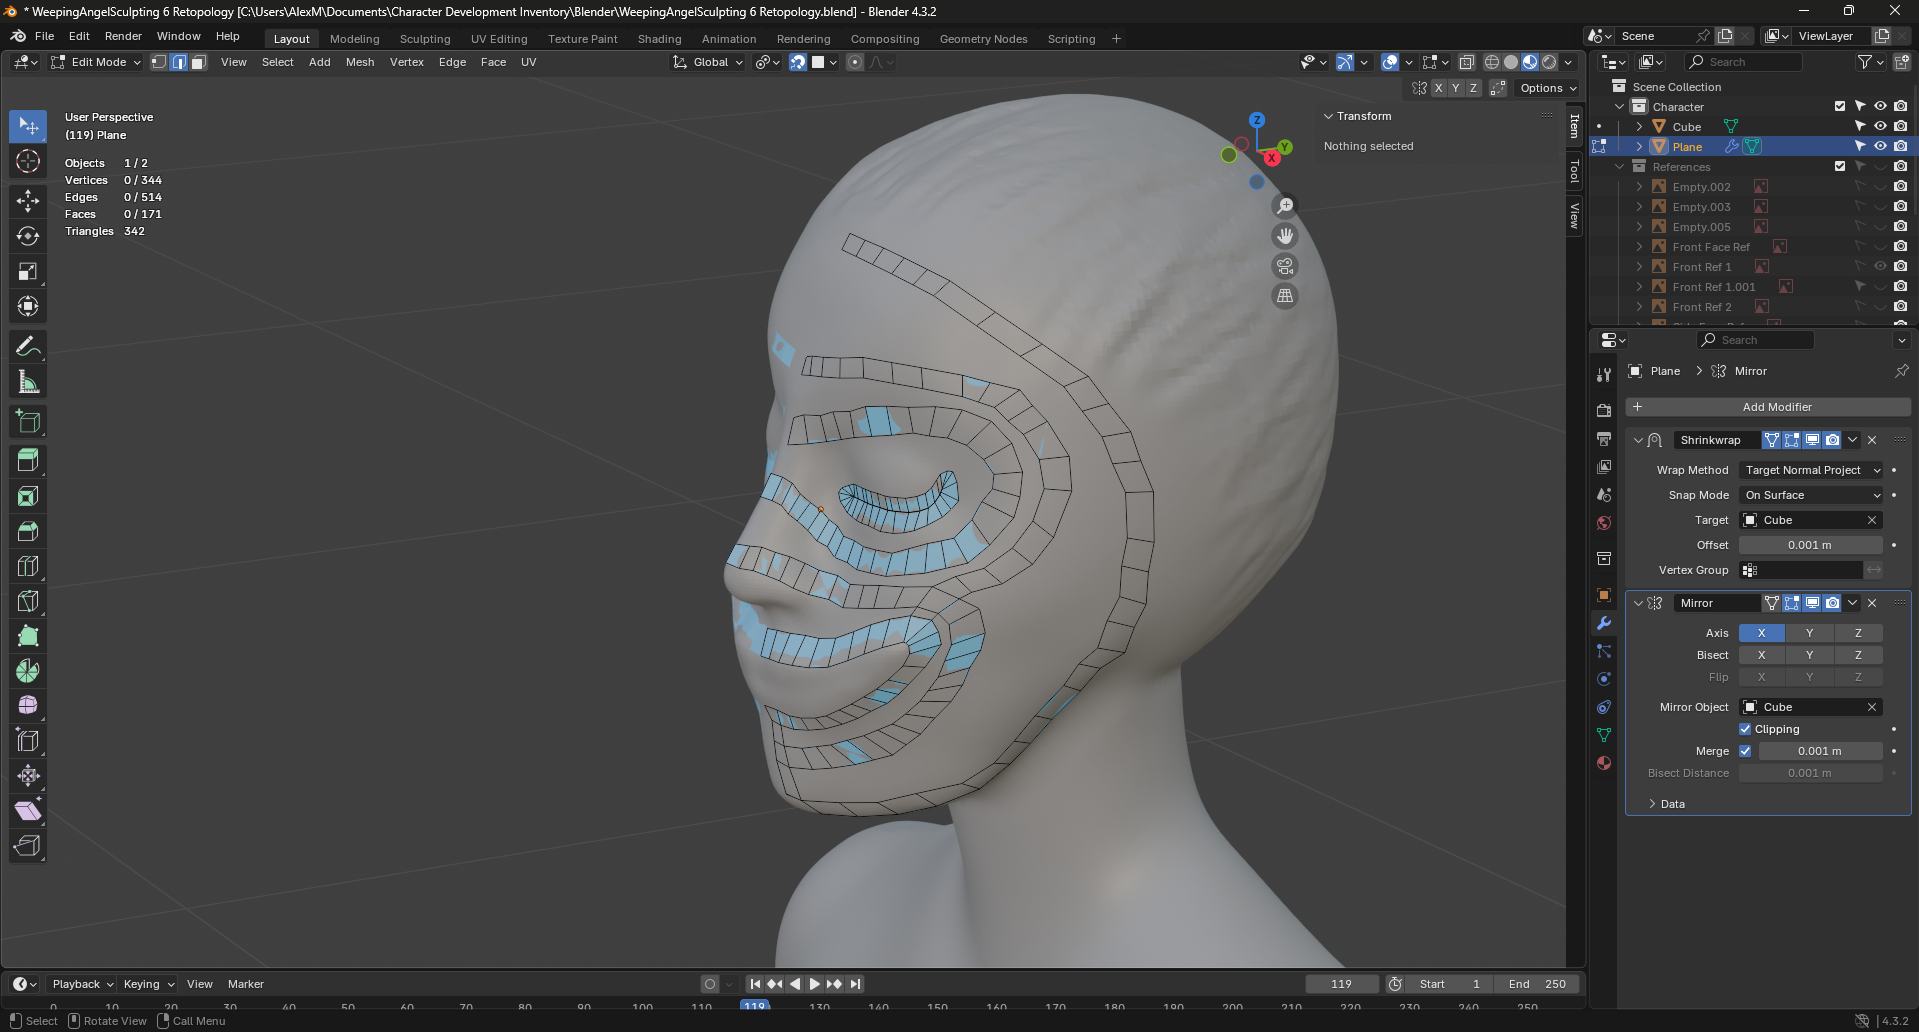 * WeepingAngelSculpting 6 Retopology [C:\Users\AlexM\Documents\Character Development Inventory\Blender\WeepingAngelSculpting 6 Retopology.blend] - Blender 4.3.2
File Edit Render Window Help Layout Modeling Sculpting UV Editing Texture Paint Shading Animation Rendering Compositing Geometry Nodes Scripting + Scene ViewLayer
Edit Mode View Select Add Mesh Vertex Edge Face UV Global Search
X Y Z Options
Scene Collection
Character
Cube
Plane
References
Empty.002
Empty.003
Empty.005
Front Face Ref
Front Ref 1
Front Ref 1.001
Front Ref 2
User Perspective
(119) Plane
Objects 1 / 2
Vertices 0 / 344
Edges 0 / 514
Faces 0 / 171
Triangles 342
Transform
Nothing selected
Item
Tool
View
Z
Y
X
Search
Plane > Mirror
+ Add Modifier
Shrinkwrap
Wrap Method Target Normal Project
Snap Mode On Surface
Target Cube
Offset 0.001 m
Vertex Group
Mirror
Axis X Y Z
Bisect X Y Z
Flip X Y Z
Mirror Object Cube
Clipping
Merge 0.001 m
Bisect Distance 0.001 m
Data
Playback Keying View Marker 119 Start 1 End 250
0 10 20 30 40 50 60 70 80 90 100 110 119 130 140 150 160 170 180 190 200 210 220 230 240 250
Select Rotate View Call Menu 4.3.2